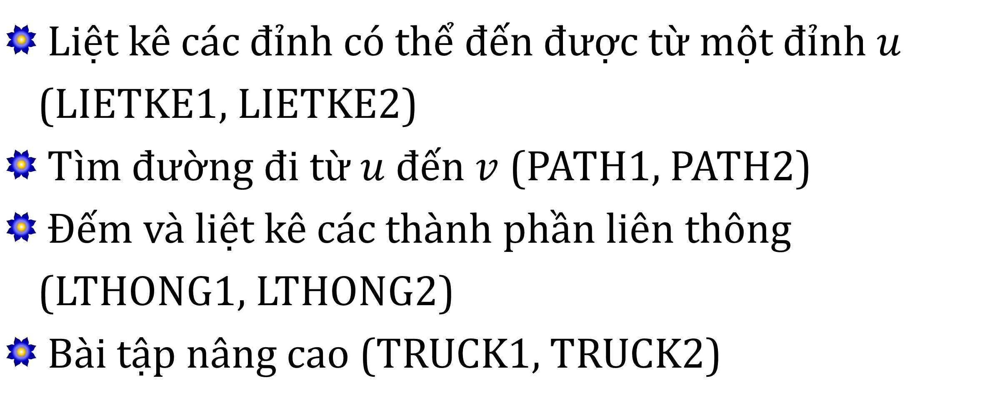 Liệt kê các đỉnh có thể đến được từ một đỉnh u
(LIETKE1, LIETKE2)
Tìm đường đi từ u đến v (PATH1, PATH2)
Đếm và liệt kê các thành phần liên thông
(LTHONG1, LTHONG2)
Bài tập nâng cao (TRUCK1, TRUCK2)